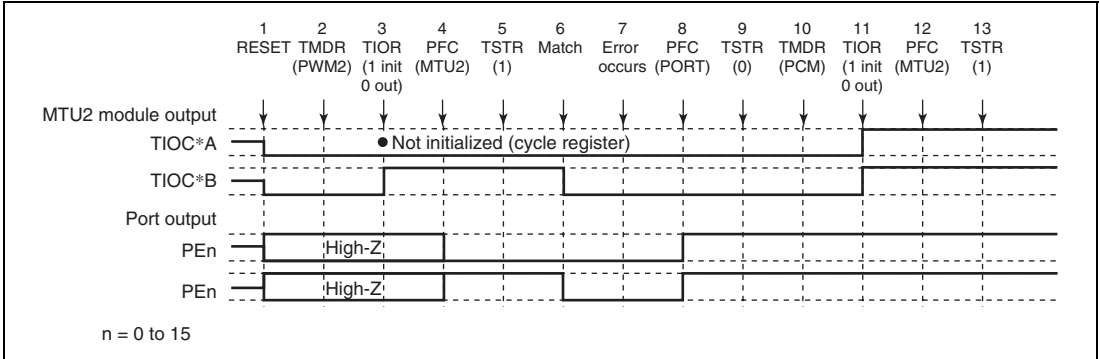 1 2 3 4 5 6 7 8 9 10 11 12 13
RESET TMDR TIOR PFC TSTR Match Error PFC TSTR TMDR TIOR PFC TSTR
(PWM2) (1 init (MTU2) (1) occurs (PORT) (0) (PCM) (1 init (MTU2) (1)
0 out) 0 out)
MTU2 module output
TIOC*A
● Not initialized (cycle register)
TIOC*B
Port output
PEn
High-Z
PEn
High-Z
n = 0 to 15